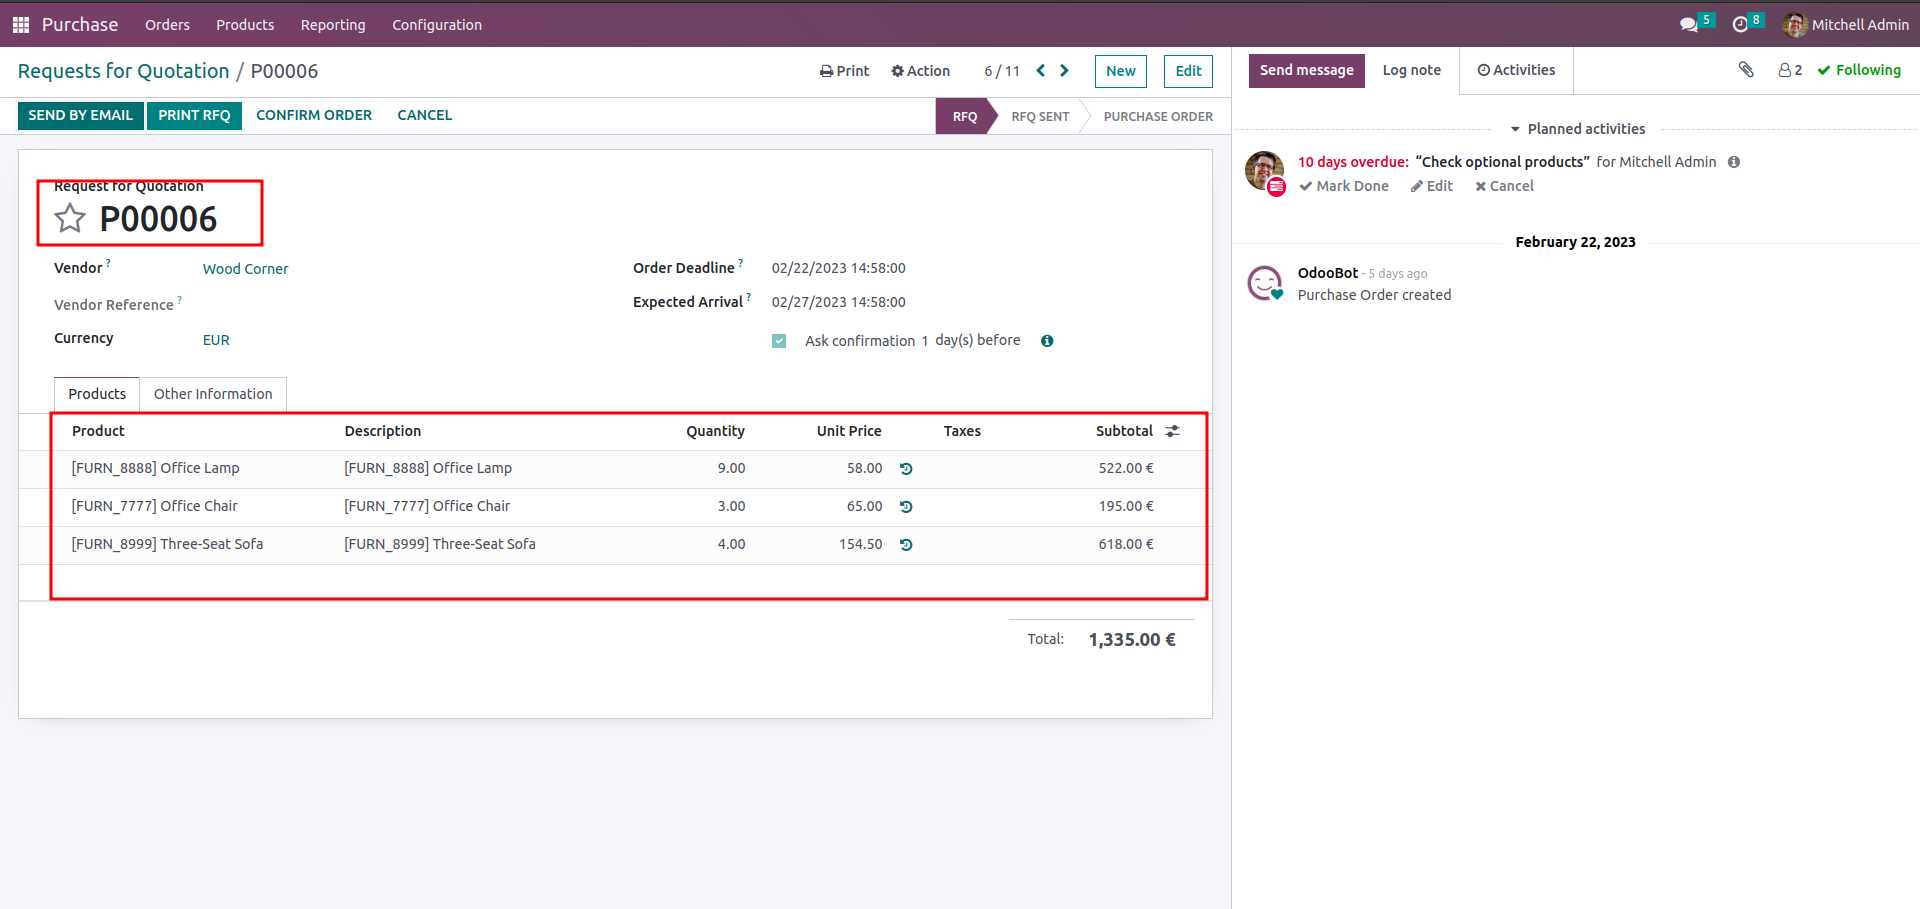 Purchase Orders Products Reporting Configuration 5 8 Mitchell Admin
Requests for Quotation / P00006 Print Action 6 / 11 New Edit Send message Log note Activities 2 Following
SEND BY EMAIL PRINT RFQ CONFIRM ORDER CANCEL RFQ RFQ SENT PURCHASE ORDER
Request for Quotation
P00006
Vendor ? Wood Corner Order Deadline ? 02/22/2023 14:58:00
Vendor Reference ? Expected Arrival ? 02/27/2023 14:58:00
Currency EUR Ask confirmation 1 day(s) before
Products Other Information
Product Description Quantity Unit Price Taxes Subtotal
[FURN_8888] Office Lamp [FURN_8888] Office Lamp 9.00 58.00 522.00 €
[FURN_7777] Office Chair [FURN_7777] Office Chair 3.00 65.00 195.00 €
[FURN_8999] Three-Seat Sofa [FURN_8999] Three-Seat Sofa 4.00 154.50 618.00 €
Total: 1,335.00 €
Planned activities
10 days overdue: “Check optional products” for Mitchell Admin
Mark Done Edit Cancel
February 22, 2023
OdooBot - 5 days ago
Purchase Order created